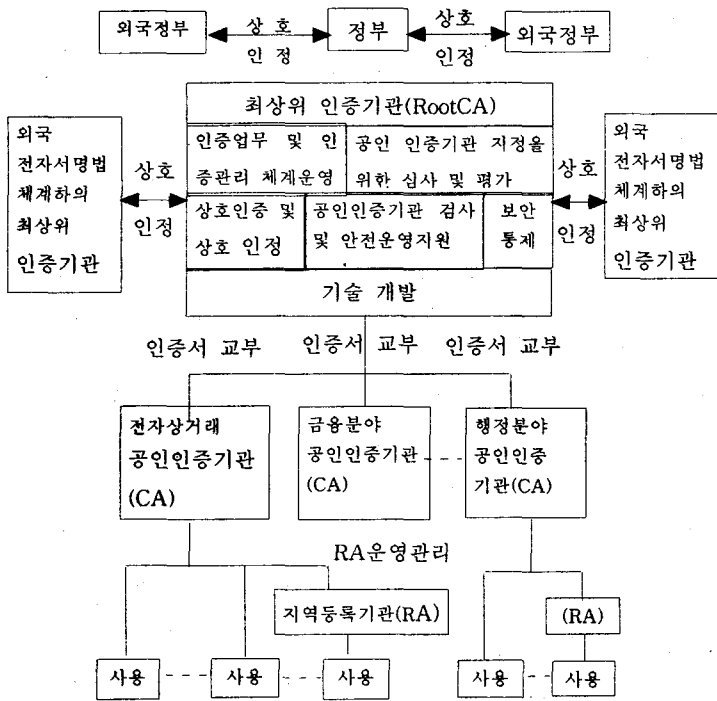 외국정부
상 호
인 정
정부
상 호
인정
외국정부
최상위 인증기관(RootCA)
외국
전자서명법
체계하의
최상위
인증기관
상호
인정
인증업무 및 인
증관리 체계운영
공인 인증기관 지정을
위한 심사 및 평가
상호인증 및
상호 인정
공인인증기관 검사
및 안전운영지원
보안
통제
기술 개발
상호
인정
외국
전자서명법
체계하의
최상위
인증기관
인증서 교부
인증서 교부
인증서 교부
전자상거래
공인인증기관
(CA)
금융분야
공인인증기관
(CA)
행정분야
공인인증
기관(CA)
RA운영관리
지역등록기관(RA)
(RA)
사용
사용
사용
사용
사용